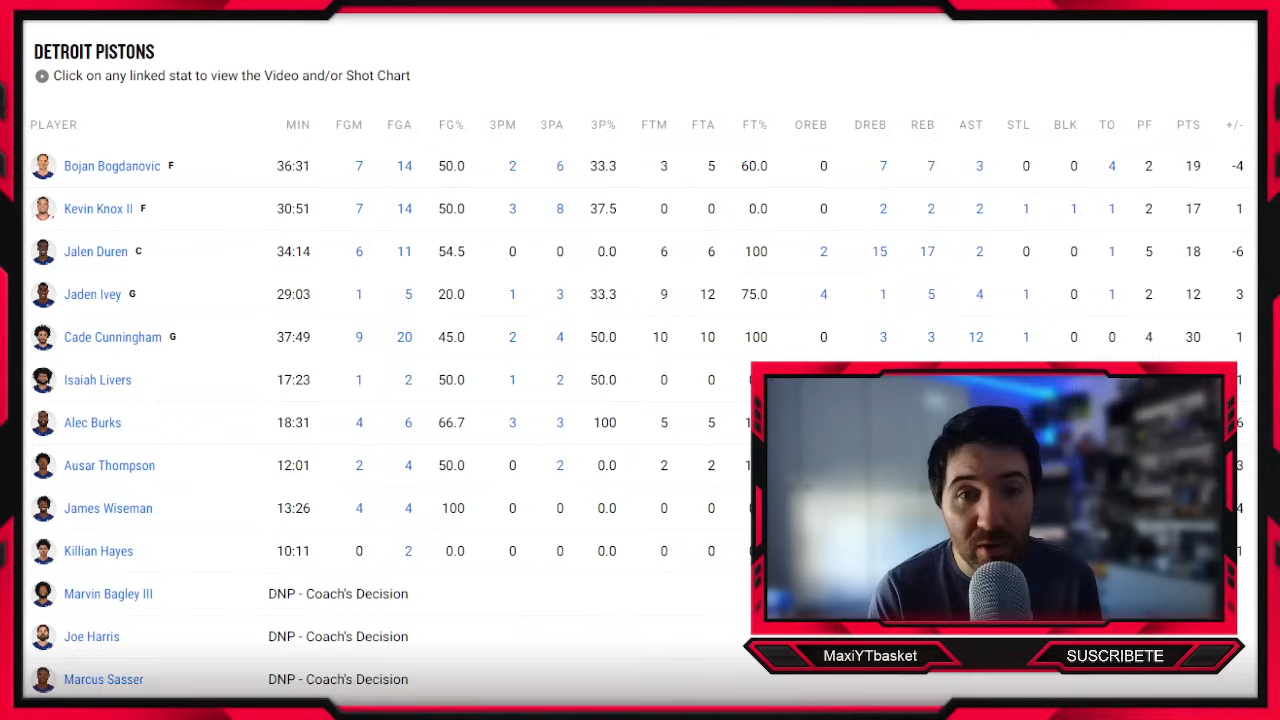 DETROIT PISTONS
Click on any linked stat to view the Video and/or Shot Chart
PLAYER MIN FGM FGA FG% 3PM 3PA 3P% FTM FTA FT% OREB DREB REB AST STL BLK TO PF PTS +/-
Bojan Bogdanovic F 36:31 7 14 50.0 2 6 33.3 3 5 60.0 0 7 7 3 0 0 4 2 19 -4
Kevin Knox II F 30:51 7 14 50.0 3 8 37.5 0 0 0.0 0 2 2 2 1 1 1 2 17 1
Jalen Duren C 34:14 6 11 54.5 0 0 0.0 6 6 100 2 15 17 2 0 0 1 5 18 -6
Jaden Ivey G 29:03 1 5 20.0 1 3 33.3 9 12 75.0 4 1 5 4 1 0 1 2 12 3
Cade Cunningham G 37:49 9 20 45.0 2 4 50.0 10 10 100 0 3 3 12 1 0 0 4 30 1
Isaiah Livers 17:23 1 2 50.0 1 2 50.0 0 0
Alec Burks 18:31 4 6 66.7 3 3 100 5 5
Ausar Thompson 12:01 2 4 50.0 0 2 0.0 2 2
James Wiseman 13:26 4 4 100 0 0 0.0 0 0
Killian Hayes 10:11 0 2 0.0 0 0 0.0 0 0
Marvin Bagley III DNP - Coach's Decision
Joe Harris DNP - Coach's Decision
Marcus Sasser DNP - Coach's Decision
MaxiYTbasket
SUSCRIBETE